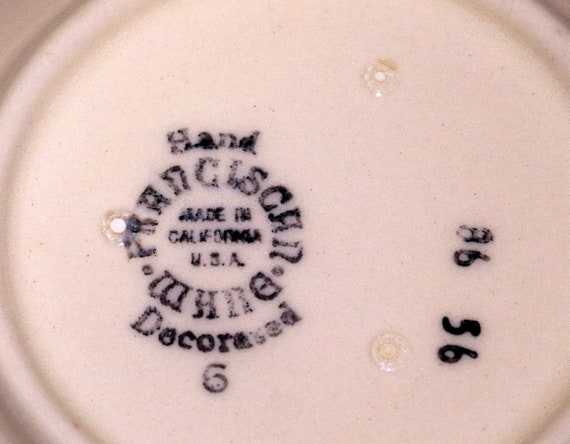 Hand
FRANCISCAN
MADE IN
CALIFORNIA
U.S.A.
· WARE ·
Decorated
6
56